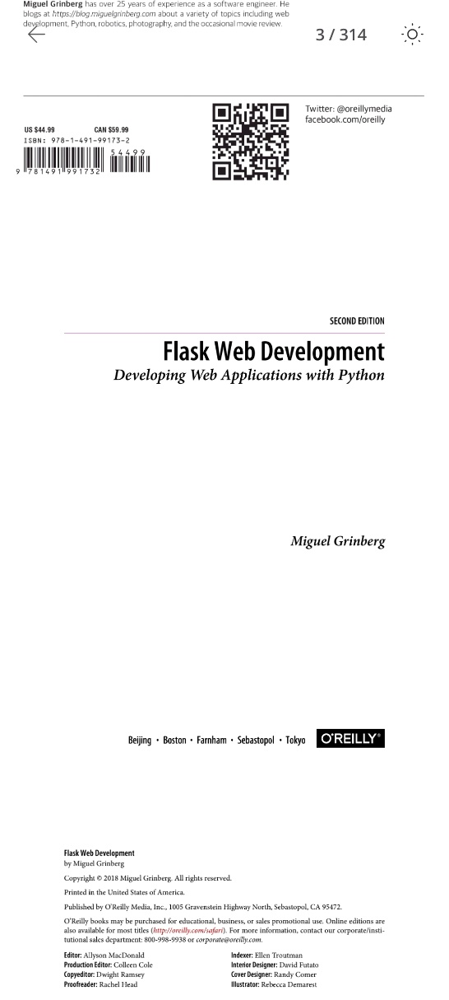 Miguel Grinberg has over 25 years of experience as a software engineer. He
blogs at https://blog.miguelgrinberg.com about a variety of topics including web
development, Python, robotics, photography, and the occasional movie review.
3 / 314
Twitter: @oreillymedia
facebook.com/oreilly
US $44.99 CAN $59.99
ISBN: 978-1-491-99173-2
5 4 4 9 9
9 781491 991732
SECOND EDITION
Flask Web Development
Developing Web Applications with Python
Miguel Grinberg
Beijing • Boston • Farnham • Sebastopol • Tokyo O'REILLY®
Flask Web Development
by Miguel Grinberg
Copyright © 2018 Miguel Grinberg. All rights reserved.
Printed in the United States of America.
Published by O'Reilly Media, Inc., 1005 Gravenstein Highway North, Sebastopol, CA 95472.
O'Reilly books may be purchased for educational, business, or sales promotional use. Online editions are
also available for most titles (http://oreilly.com/safari). For more information, contact our corporate/insti-
tutional sales department: 800-998-9938 or corporate@oreilly.com.
Editor: Allyson MacDonald
Production Editor: Colleen Cole
Copyeditor: Dwight Ramsey
Proofreader: Rachel Head
Indexer: Ellen Troutman
Interior Designer: David Futato
Cover Designer: Randy Comer
Illustrator: Rebecca Demarest